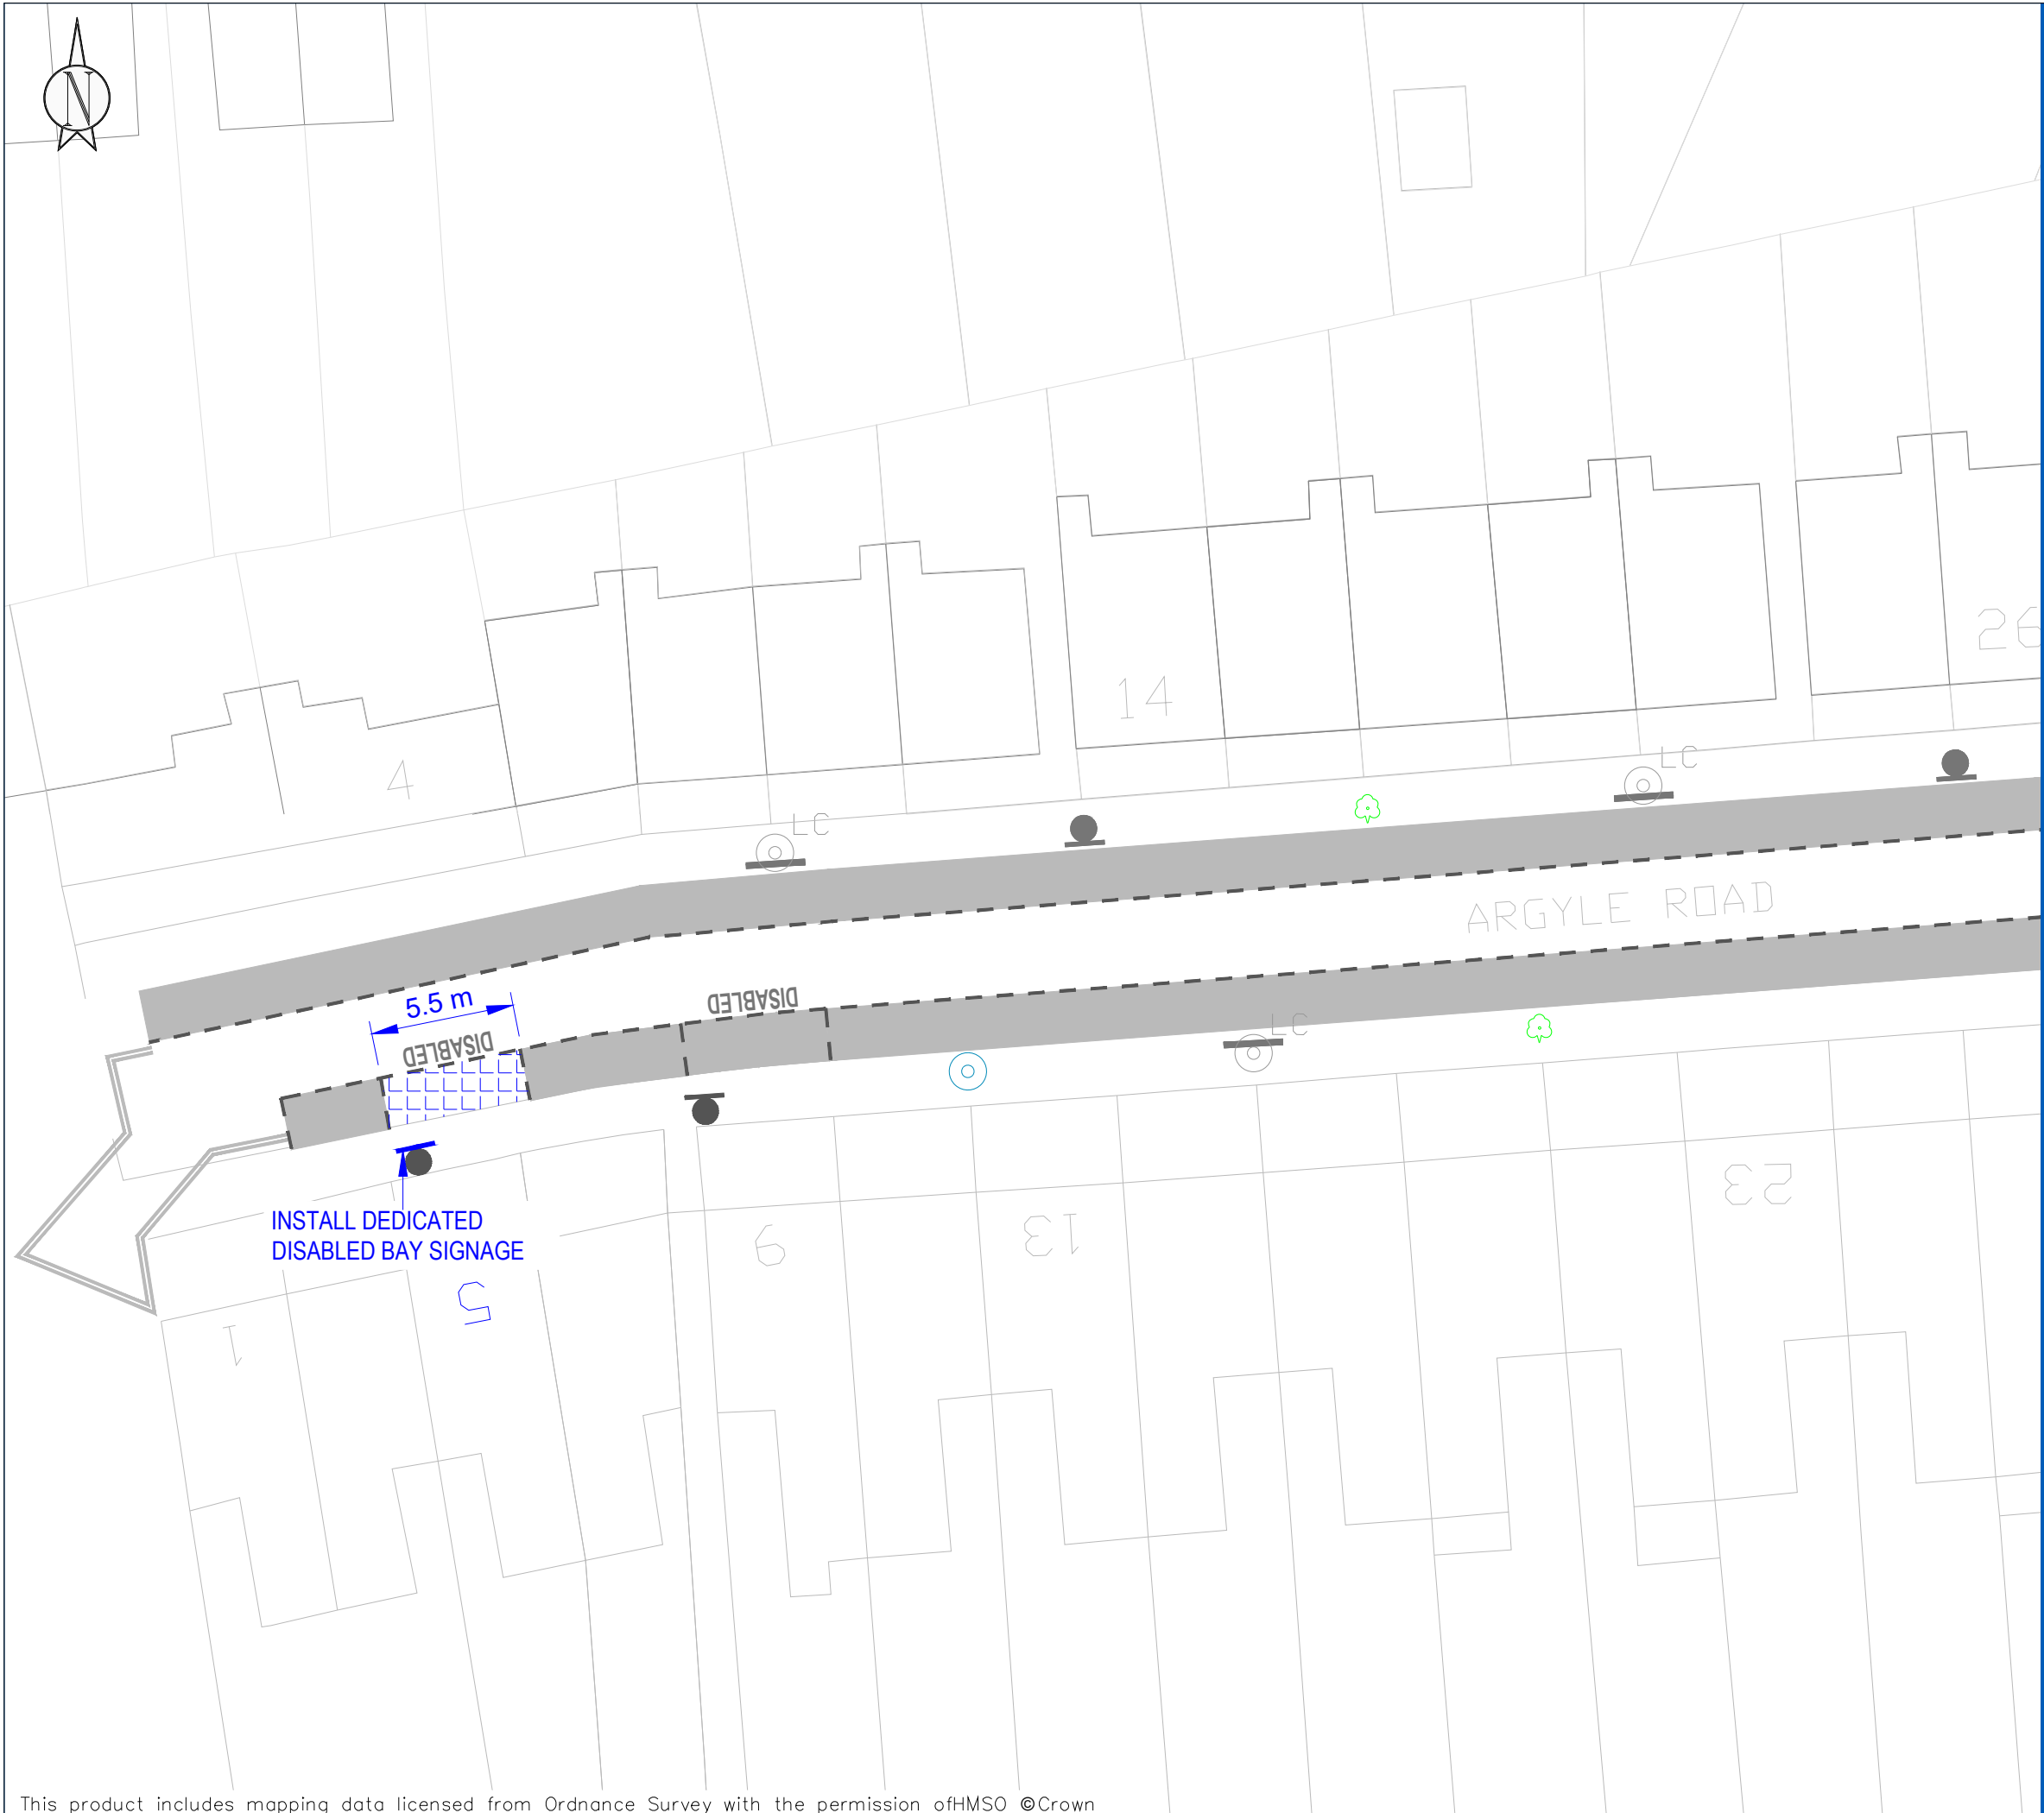 N
26
14
4
LC
LC
ARGYLE ROAD
5.5 m
DISABLED
DISABLED
LC
INSTALL DEDICATED
DISABLED BAY SIGNAGE
1
5
9
13
23
This product includes mapping data licensed from Ordnance Survey with the permission ofHMSO ©Crown